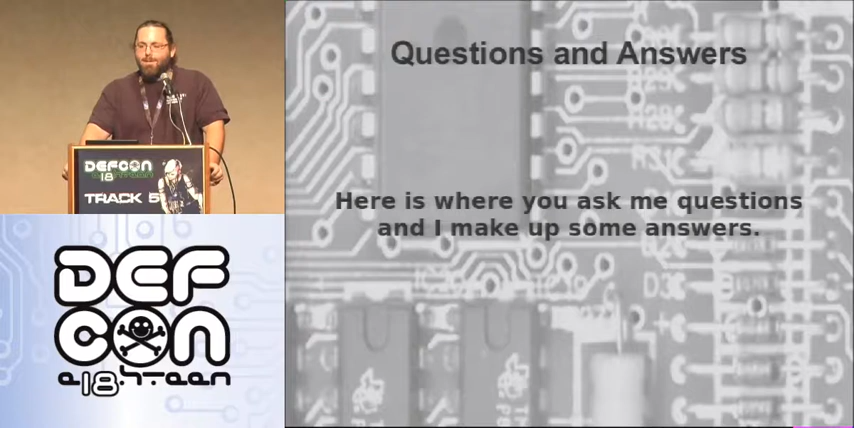 DEFCON
18
TRACK 5
DEF
CON
e18hteen
Questions and Answers
Here is where you ask me questions
and I make up some answers.